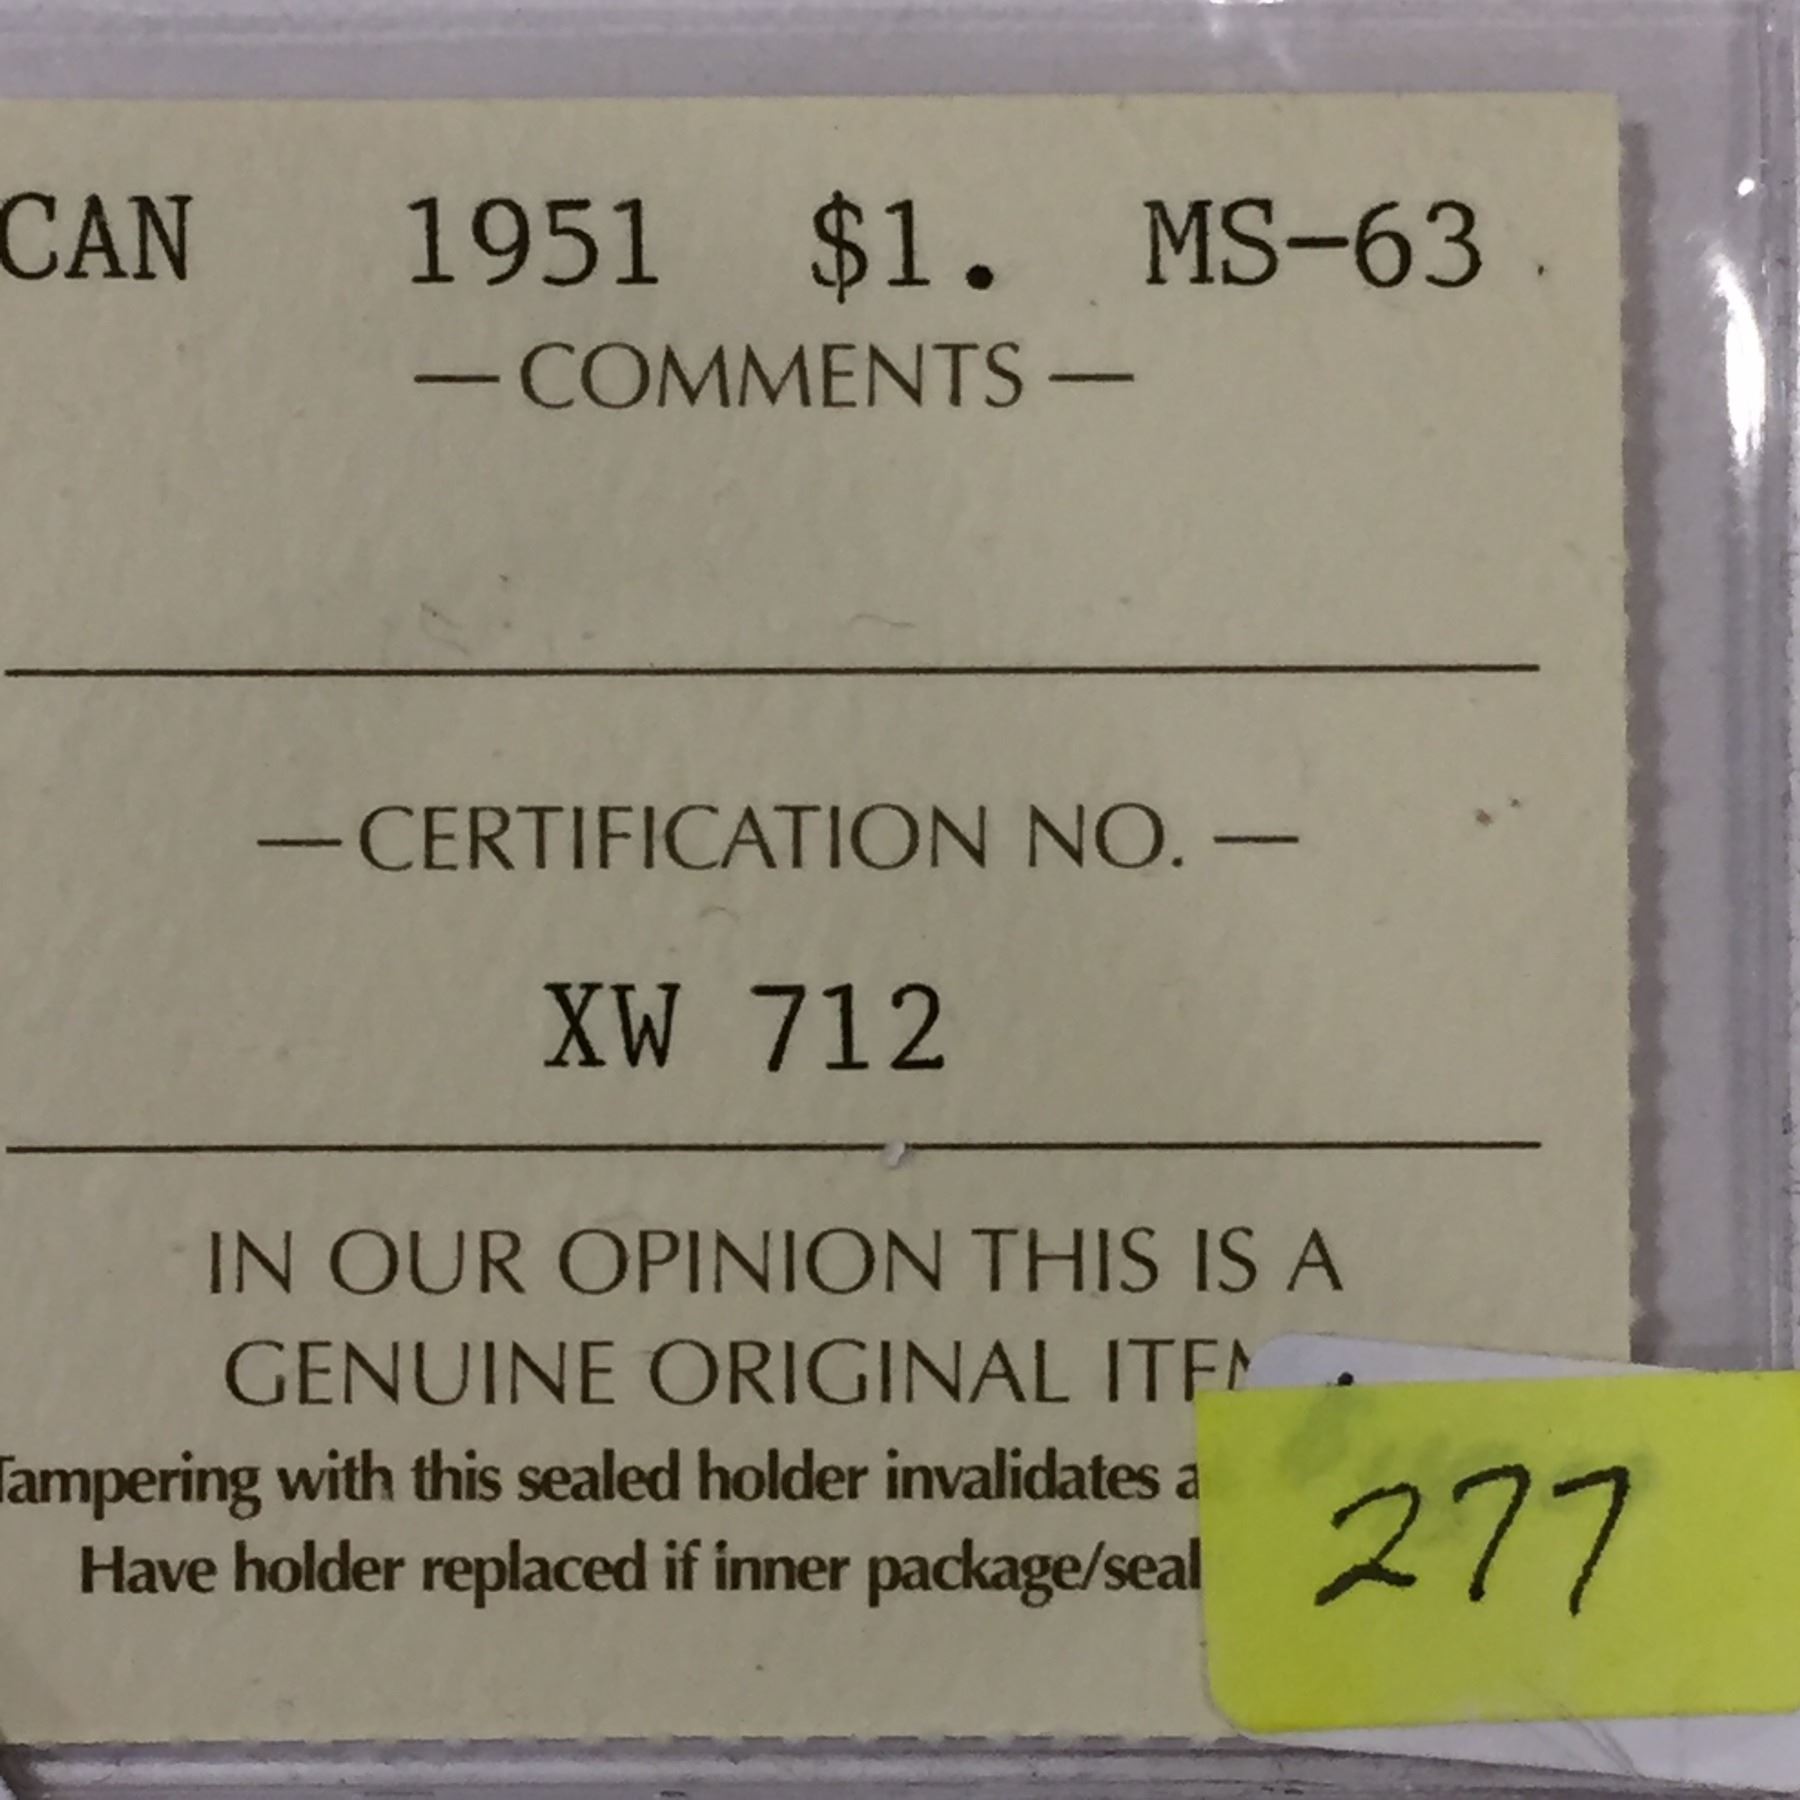 CAN 1951 $1. MS-63
— COMMENTS —
— CERTIFICATION NO. —
XW 712
IN OUR OPINION THIS IS A
GENUINE ORIGINAL ITEM
Tampering with this sealed holder invalidates
Have holder replaced if inner package/seal
277